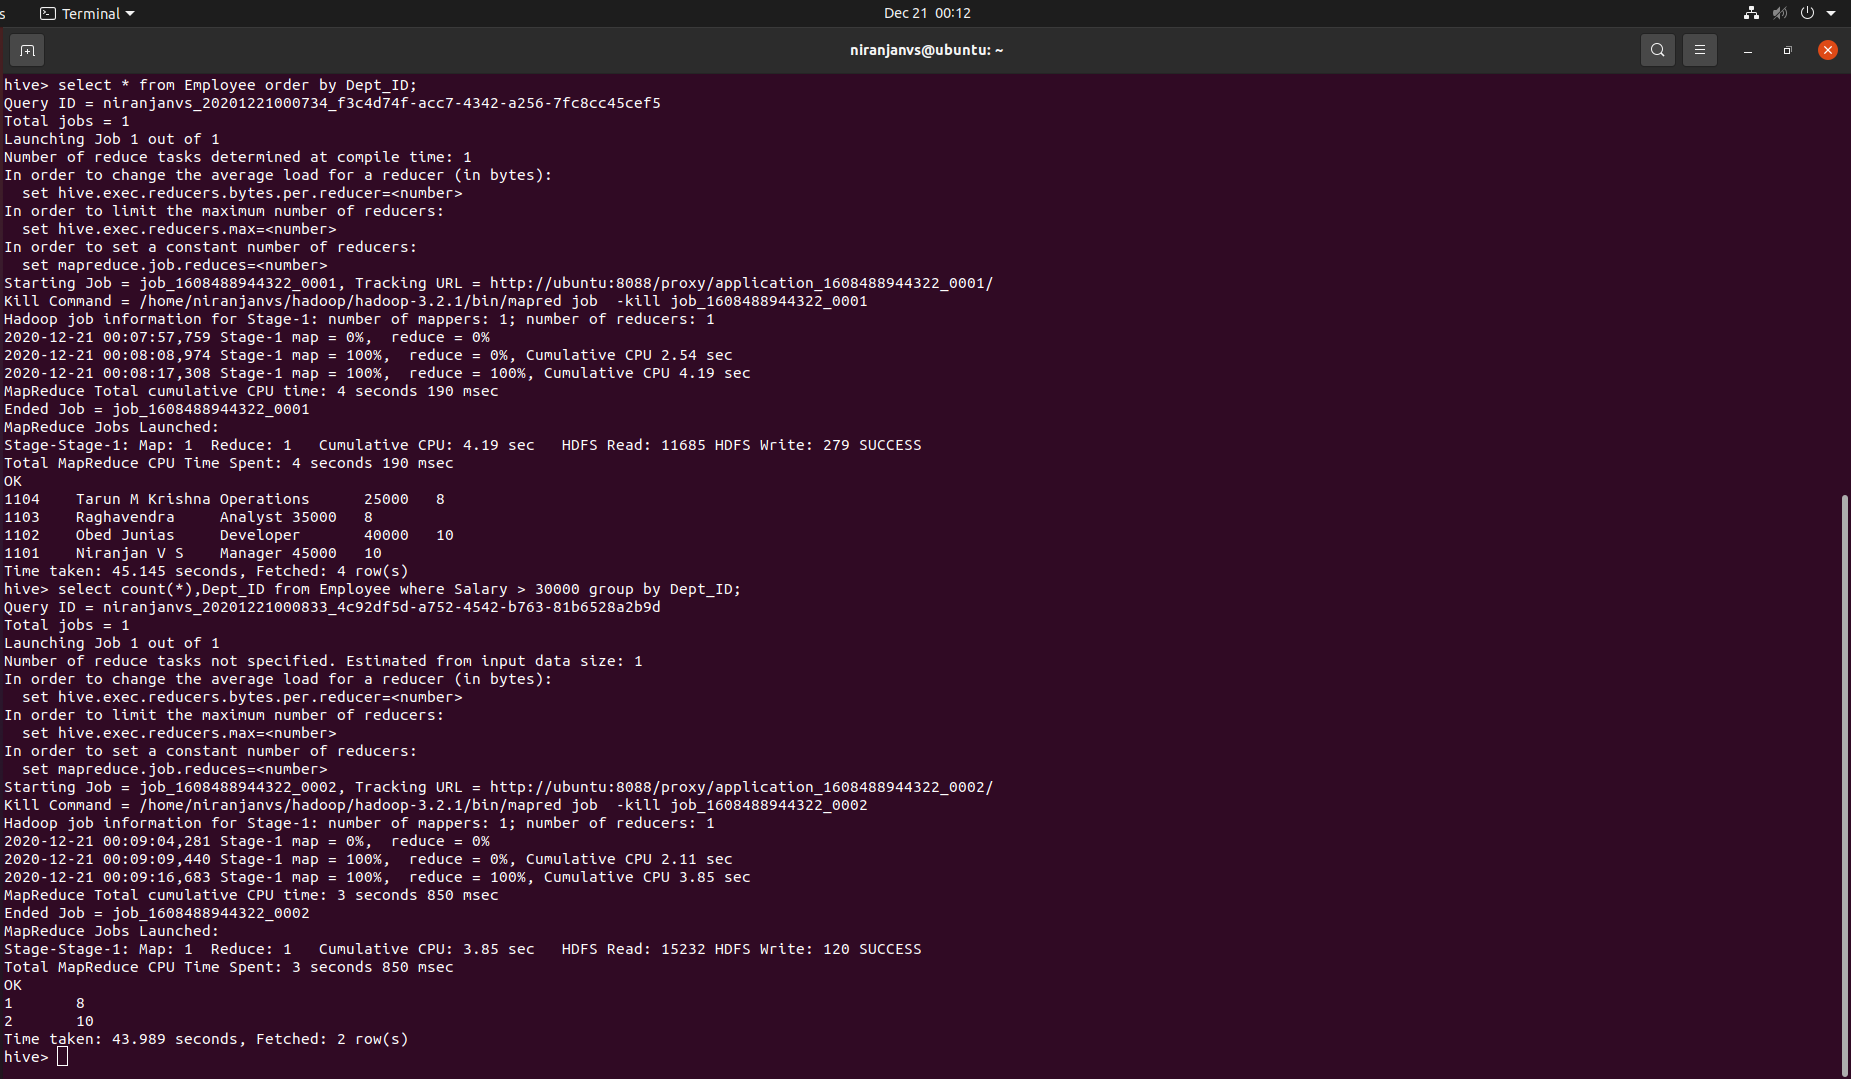 s Terminal Dec 21 00:12
niranjanvs@ubuntu: ~
hive> select * from Employee order by Dept_ID;
Query ID = niranjanvs_20201221000734_f3c4d74f-acc7-4342-a256-7fc8cc45cef5
Total jobs = 1
Launching Job 1 out of 1
Number of reduce tasks determined at compile time: 1
In order to change the average load for a reducer (in bytes):
  set hive.exec.reducers.bytes.per.reducer=<number>
In order to limit the maximum number of reducers:
  set hive.exec.reducers.max=<number>
In order to set a constant number of reducers:
  set mapreduce.job.reduces=<number>
Starting Job = job_1608488944322_0001, Tracking URL = http://ubuntu:8088/proxy/application_1608488944322_0001/
Kill Command = /home/niranjanvs/hadoop/hadoop-3.2.1/bin/mapred job  -kill job_1608488944322_0001
Hadoop job information for Stage-1: number of mappers: 1; number of reducers: 1
2020-12-21 00:07:57,759 Stage-1 map = 0%,  reduce = 0%
2020-12-21 00:08:08,974 Stage-1 map = 100%,  reduce = 0%, Cumulative CPU 2.54 sec
2020-12-21 00:08:17,308 Stage-1 map = 100%,  reduce = 100%, Cumulative CPU 4.19 sec
MapReduce Total cumulative CPU time: 4 seconds 190 msec
Ended Job = job_1608488944322_0001
MapReduce Jobs Launched:
Stage-Stage-1: Map: 1  Reduce: 1   Cumulative CPU: 4.19 sec   HDFS Read: 11685 HDFS Write: 279 SUCCESS
Total MapReduce CPU Time Spent: 4 seconds 190 msec
OK
1104    Tarun M Krishna Operations      25000   8
1103    Raghavendra     Analyst 35000   8
1102    Obed Junias     Developer       40000   10
1101    Niranjan V S    Manager 45000   10
Time taken: 45.145 seconds, Fetched: 4 row(s)
hive> select count(*),Dept_ID from Employee where Salary > 30000 group by Dept_ID;
Query ID = niranjanvs_20201221000833_4c92df5d-a752-4542-b763-81b6528a2b9d
Total jobs = 1
Launching Job 1 out of 1
Number of reduce tasks not specified. Estimated from input data size: 1
In order to change the average load for a reducer (in bytes):
  set hive.exec.reducers.bytes.per.reducer=<number>
In order to limit the maximum number of reducers:
  set hive.exec.reducers.max=<number>
In order to set a constant number of reducers:
  set mapreduce.job.reduces=<number>
Starting Job = job_1608488944322_0002, Tracking URL = http://ubuntu:8088/proxy/application_1608488944322_0002/
Kill Command = /home/niranjanvs/hadoop/hadoop-3.2.1/bin/mapred job  -kill job_1608488944322_0002
Hadoop job information for Stage-1: number of mappers: 1; number of reducers: 1
2020-12-21 00:09:04,281 Stage-1 map = 0%,  reduce = 0%
2020-12-21 00:09:09,440 Stage-1 map = 100%,  reduce = 0%, Cumulative CPU 2.11 sec
2020-12-21 00:09:16,683 Stage-1 map = 100%,  reduce = 100%, Cumulative CPU 3.85 sec
MapReduce Total cumulative CPU time: 3 seconds 850 msec
Ended Job = job_1608488944322_0002
MapReduce Jobs Launched:
Stage-Stage-1: Map: 1  Reduce: 1   Cumulative CPU: 3.85 sec   HDFS Read: 15232 HDFS Write: 120 SUCCESS
Total MapReduce CPU Time Spent: 3 seconds 850 msec
OK
1       8
2       10
Time taken: 43.989 seconds, Fetched: 2 row(s)
hive>